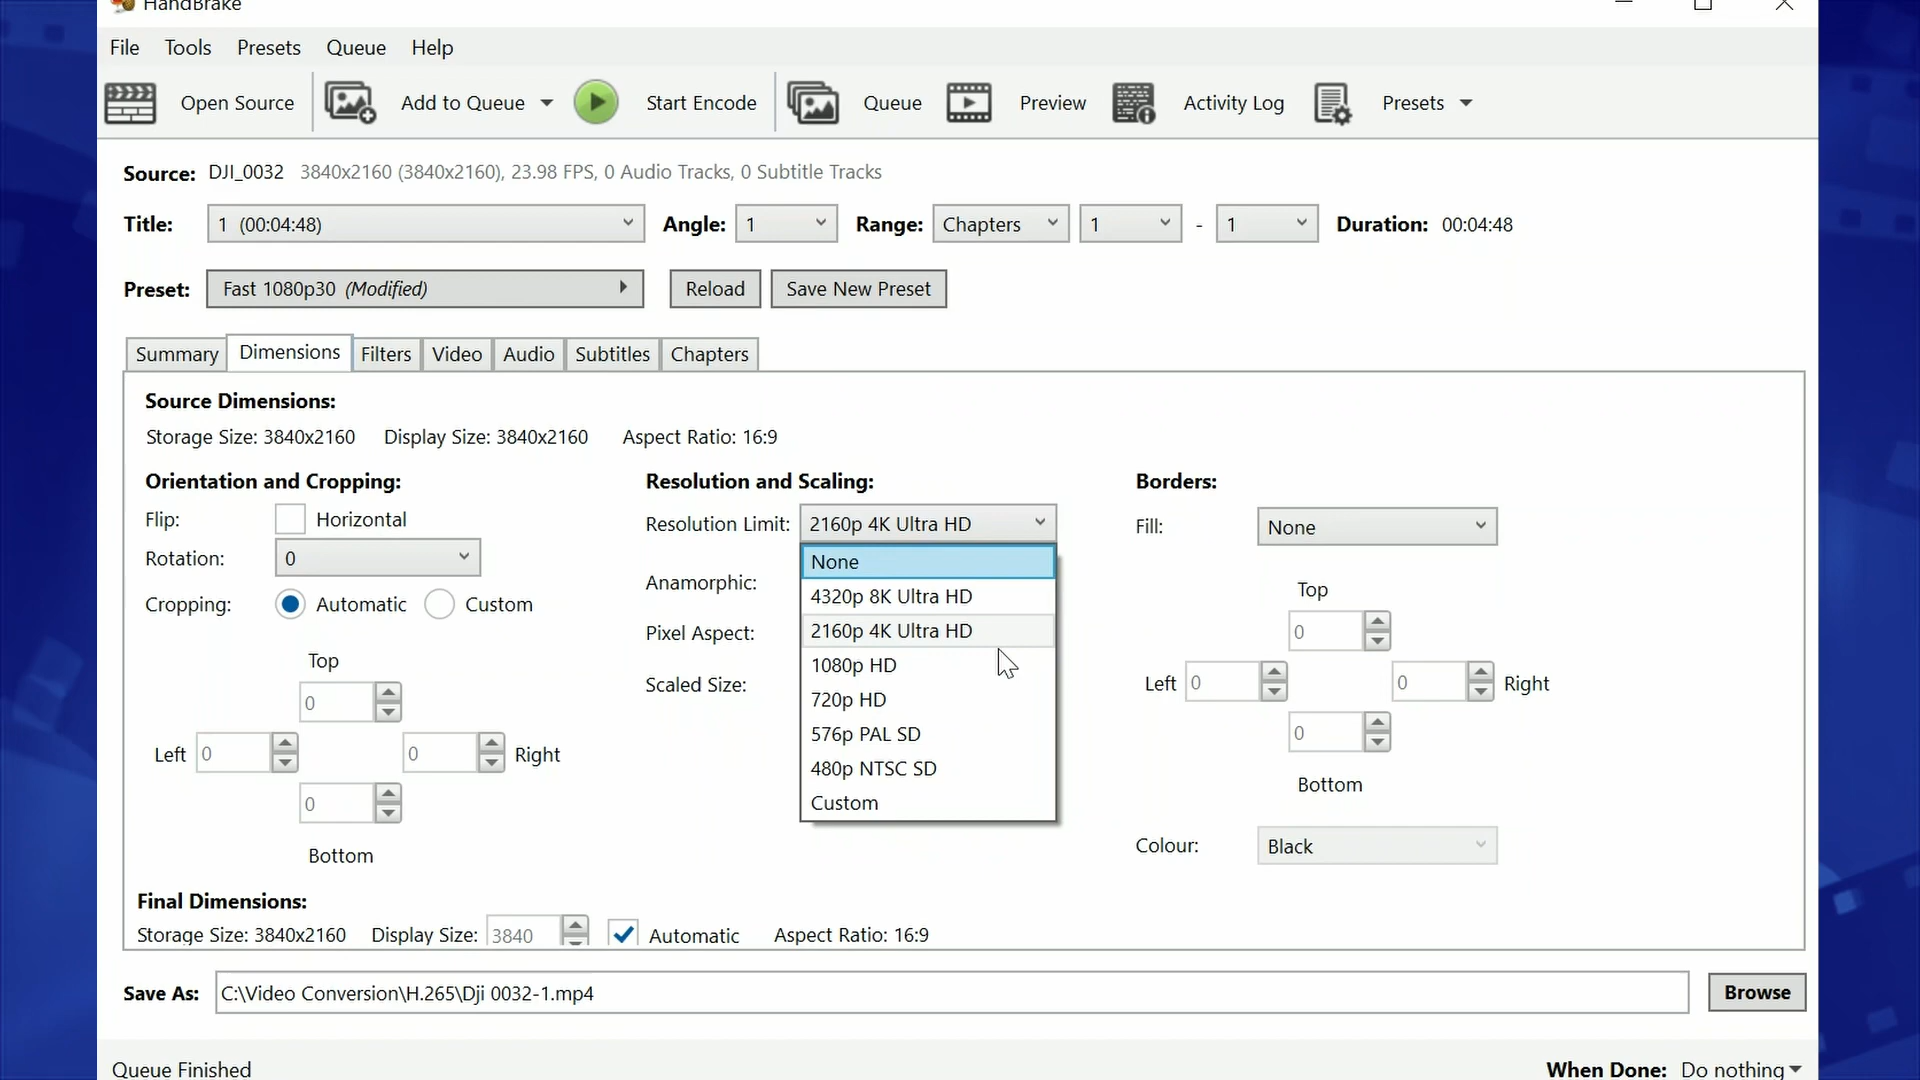 HandBrake
File Tools Presets Queue Help
Open Source Add to Queue Start Encode Queue Preview Activity Log Presets
Source: DJI_0032 3840x2160 (3840x2160), 23.98 FPS, 0 Audio Tracks, 0 Subtitle Tracks
Title: 1 (00:04:48) Angle: 1 Range: Chapters 1 - 1 Duration: 00:04:48
Preset: Fast 1080p30 (Modified) Reload Save New Preset
Summary Dimensions Filters Video Audio Subtitles Chapters
Source Dimensions:
Storage Size: 3840x2160 Display Size: 3840x2160 Aspect Ratio: 16:9
Orientation and Cropping:
Flip: Horizontal
Rotation: 0
Cropping: Automatic Custom
Top
0
Left 0 0 Right
0
Bottom
Resolution and Scaling:
Resolution Limit: 2160p 4K Ultra HD
None
4320p 8K Ultra HD
2160p 4K Ultra HD
1080p HD
720p HD
576p PAL SD
480p NTSC SD
Custom
Anamorphic:
Pixel Aspect:
Scaled Size:
Borders:
Fill: None
Top
0
Left 0 0 Right
0
Bottom
Colour: Black
Final Dimensions:
Storage Size: 3840x2160 Display Size: 3840 Automatic Aspect Ratio: 16:9
Save As: C:\Video Conversion\H.265\Dji 0032-1.mp4 Browse
Queue Finished When Done: Do nothing